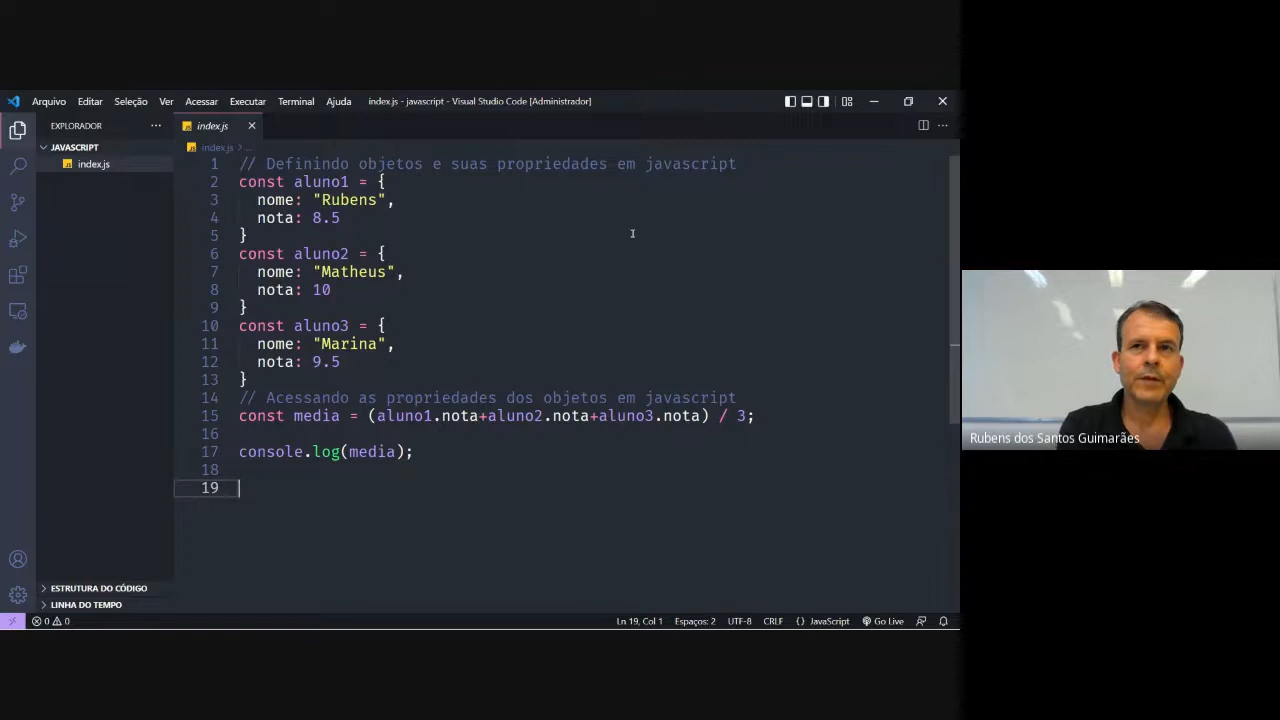 Arquivo Editar Seleção Ver Acessar Executar Terminal Ajuda index.js - javascript - Visual Studio Code [Administrador]
EXPLORADOR ...
JAVASCRIPT
index.js
index.js
index.js > ...
1 // Definindo objetos e suas propriedades em javascript
2 const aluno1 = {
3 nome: "Rubens",
4 nota: 8.5
5 }
6 const aluno2 = {
7 nome: "Matheus",
8 nota: 10
9 }
10 const aluno3 = {
11 nome: "Marina",
12 nota: 9.5
13 }
14 // Acessando as propriedades dos objetos em javascript
15 const media = (aluno1.nota+aluno2.nota+aluno3.nota) / 3;
16
17 console.log(media);
18
19
ESTRUTURA DO CÓDIGO
LINHA DO TEMPO
0 0 Ln 19, Col 1 Espaços: 2 UTF-8 CRLF {} JavaScript Go Live
Rubens dos Santos Guimarães